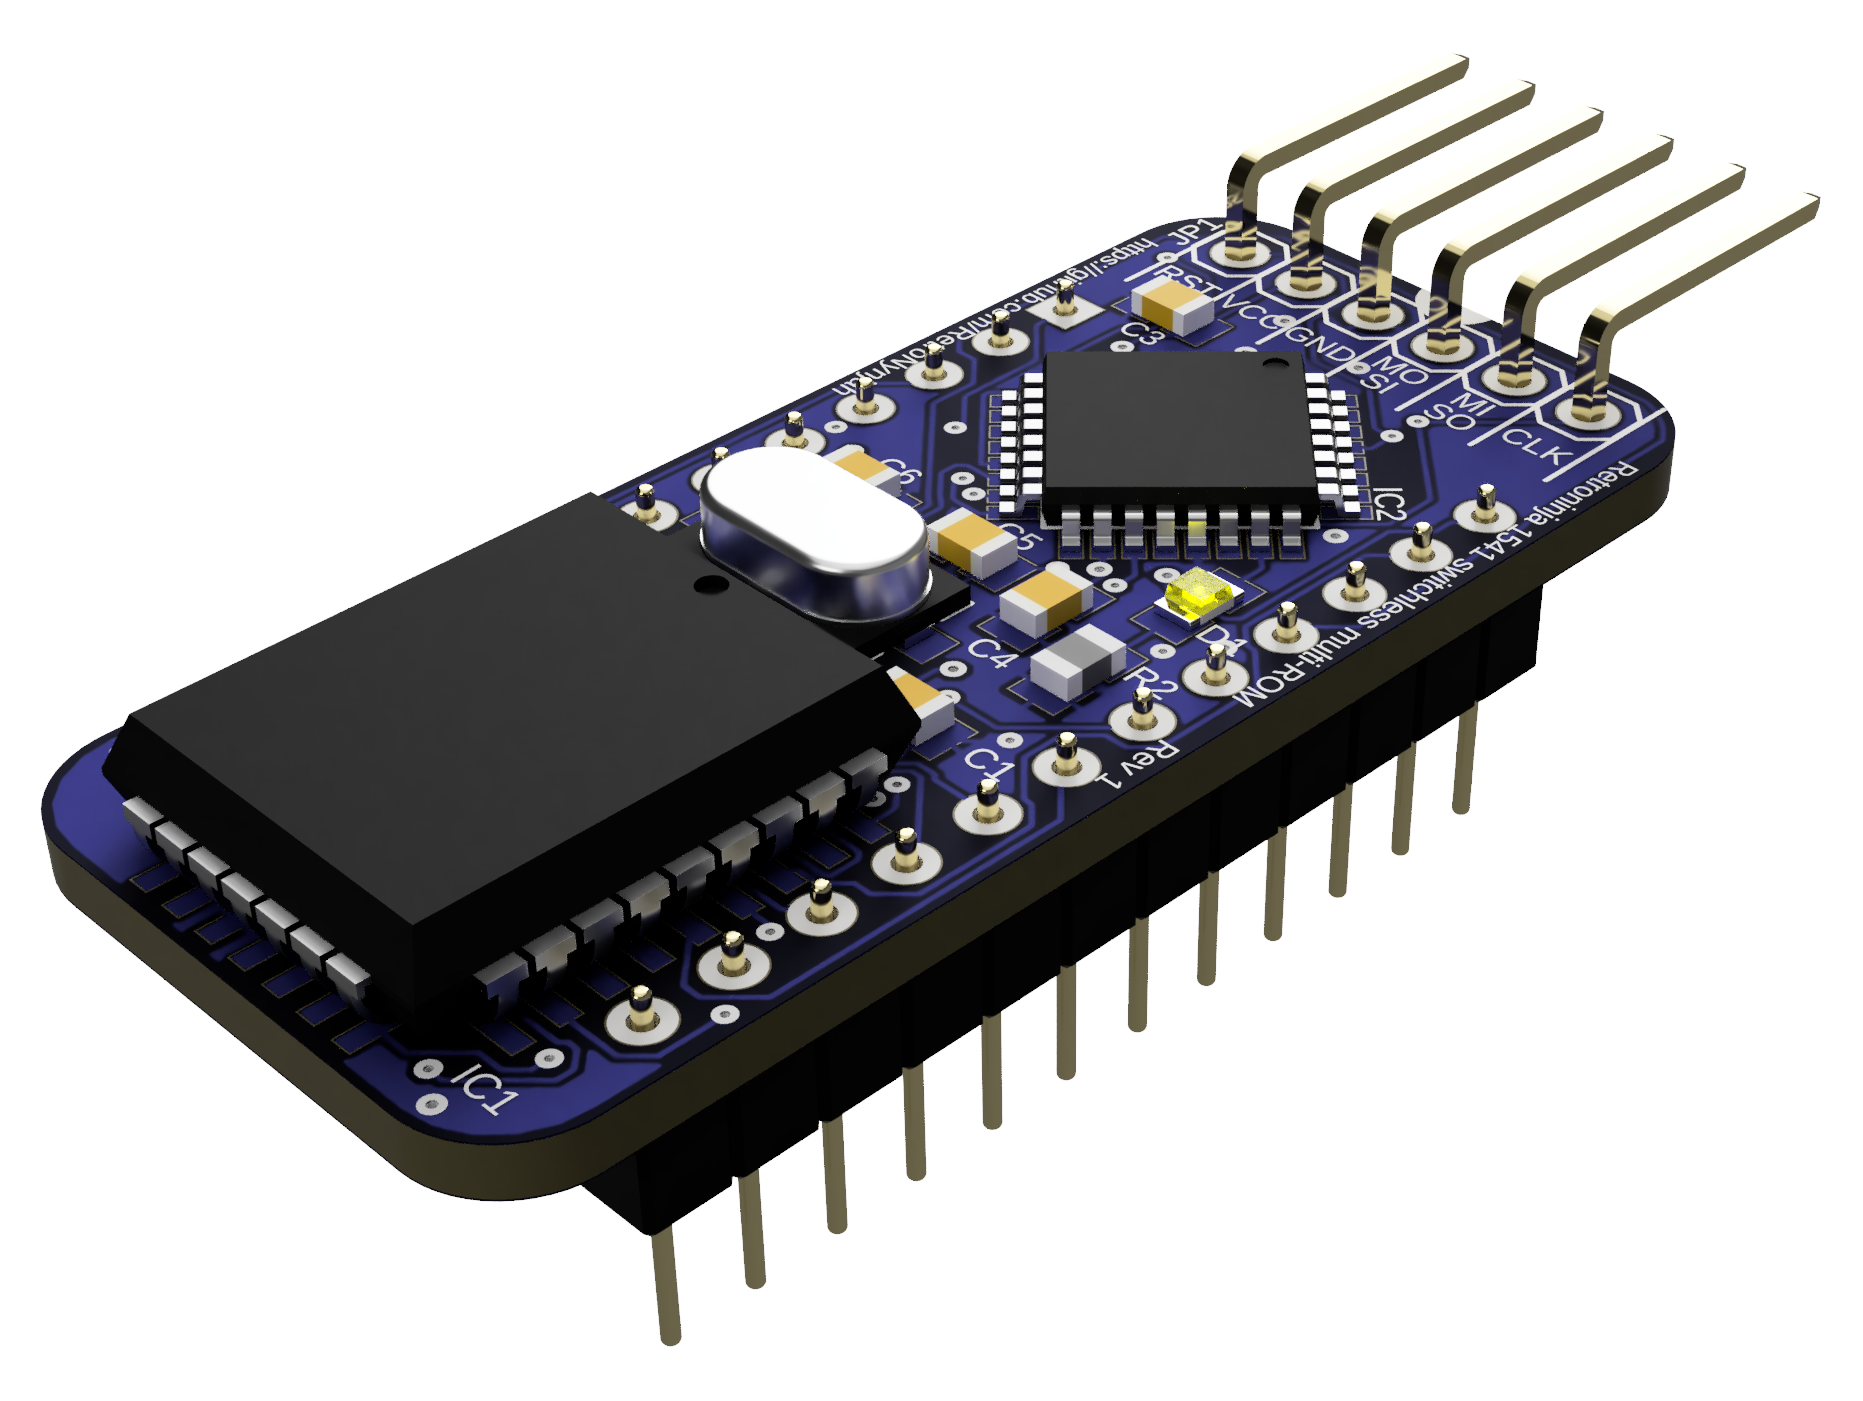 JP1
RST
VCC
GND
MO
SI
MI
SO
CLK
https://github.com/RetroNynjah
C3
IC2
C6
C5
C4
D1
R2
C1
IC1
Retroninja 1541 switchless multi-ROM
Rev 1